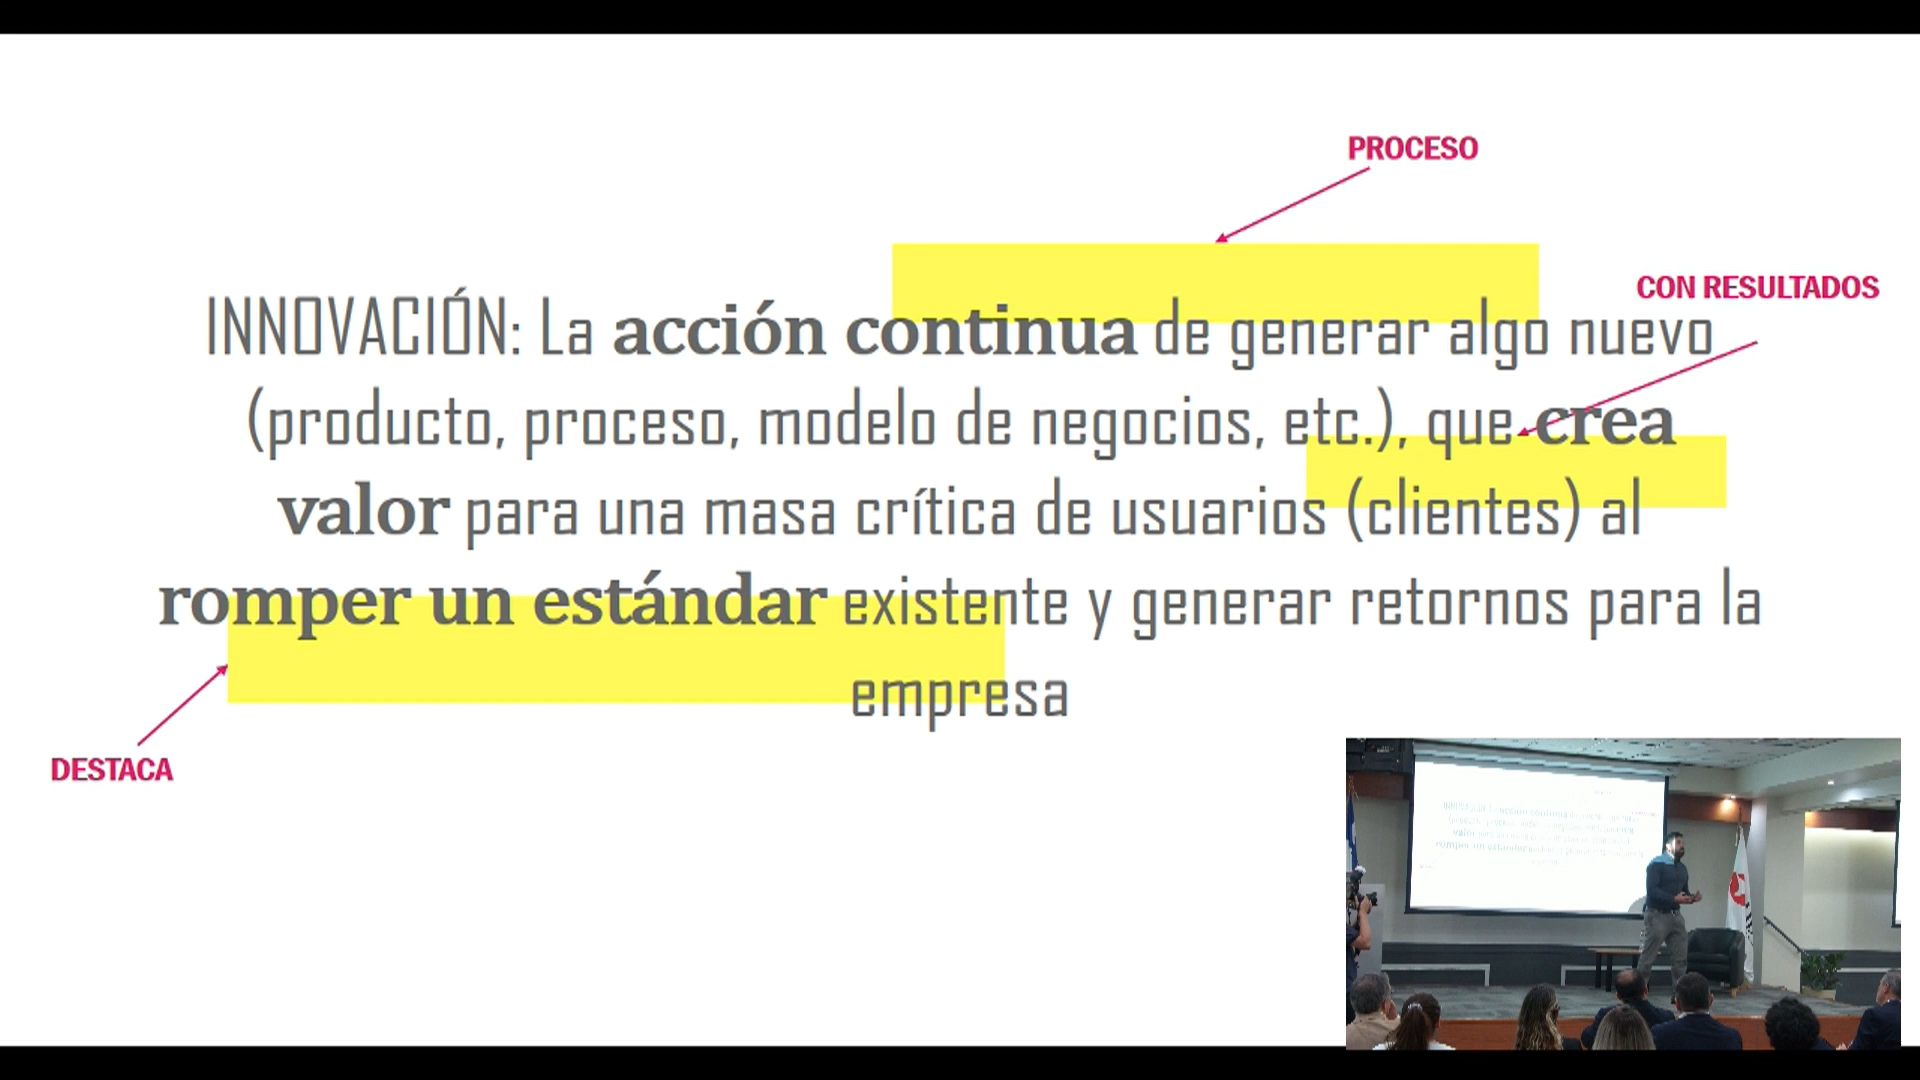 PROCESO
CON RESULTADOS
INNOVACIÓN: La acción continua de generar algo nuevo
(producto, proceso, modelo de negocios, etc.), que crea
valor para una masa crítica de usuarios (clientes) al
romper un estándar existente y generar retornos para la
empresa
DESTACA